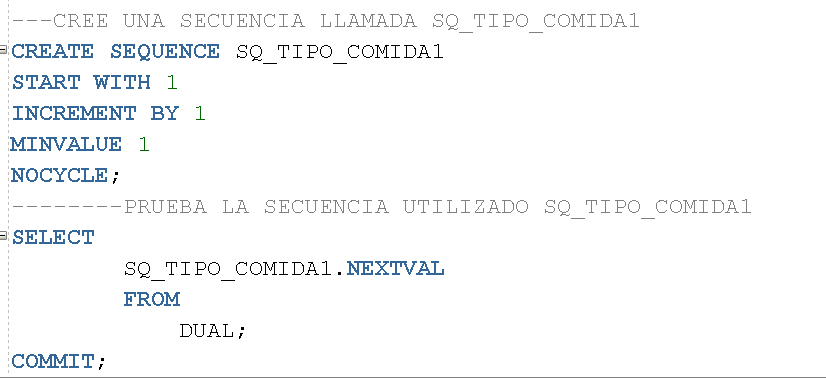 ---CREE UNA SECUENCIA LLAMADA SQ_TIPO_COMIDA1
CREATE SEQUENCE SQ_TIPO_COMIDA1
START WITH 1
INCREMENT BY 1
MINVALUE 1
NOCYCLE;
--------PRUEBA LA SECUENCIA UTILIZADO SQ_TIPO_COMIDA1
SELECT
SQ_TIPO_COMIDA1.NEXTVAL
FROM
DUAL;
COMMIT;